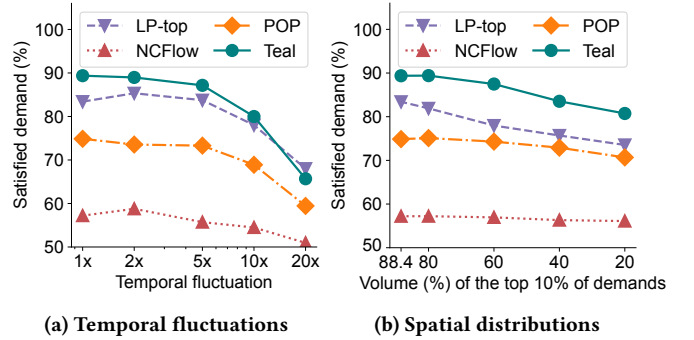 LP-top
NCFlow
POP
Teal
Satisfied demand (%)
100
90
80
70
60
50
1x 2x 5x 10x 20x
Temporal fluctuation
(a) Temporal fluctuations
LP-top
NCFlow
POP
Teal
Satisfied demand (%)
100
90
80
70
60
50
88.4 80 60 40 20
Volume (%) of the top 10% of demands
(b) Spatial distributions